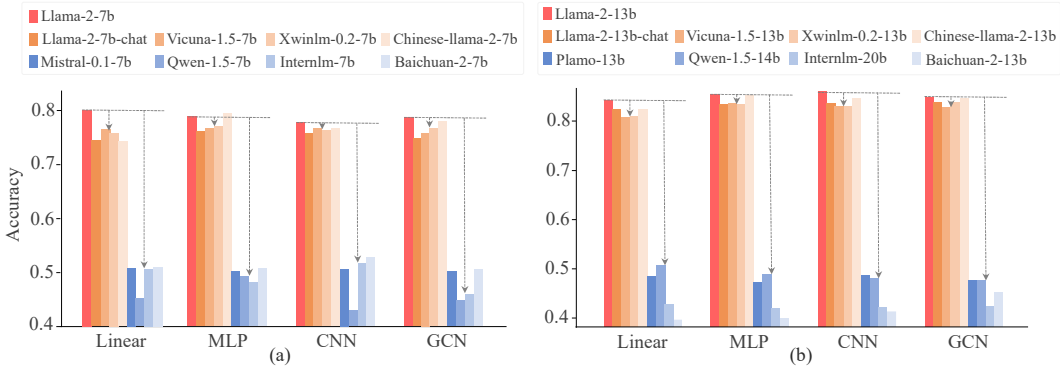 Llama-2-7b
Llama-2-7b-chat Vicuna-1.5-7b Xwinlm-0.2-7b Chinese-llama-2-7b
Mistral-0.1-7b Qwen-1.5-7b Internlm-7b Baichuan-2-7b
Accuracy
0.8
0.7
0.6
0.5
0.4
Linear MLP CNN GCN
(a)
Llama-2-13b
Llama-2-13b-chat Vicuna-1.5-13b Xwinlm-0.2-13b Chinese-llama-2-13b
Plamo-13b Qwen-1.5-14b Internlm-20b Baichuan-2-13b
0.8
0.6
0.5
0.4
Linear MLP CNN GCN
(b)